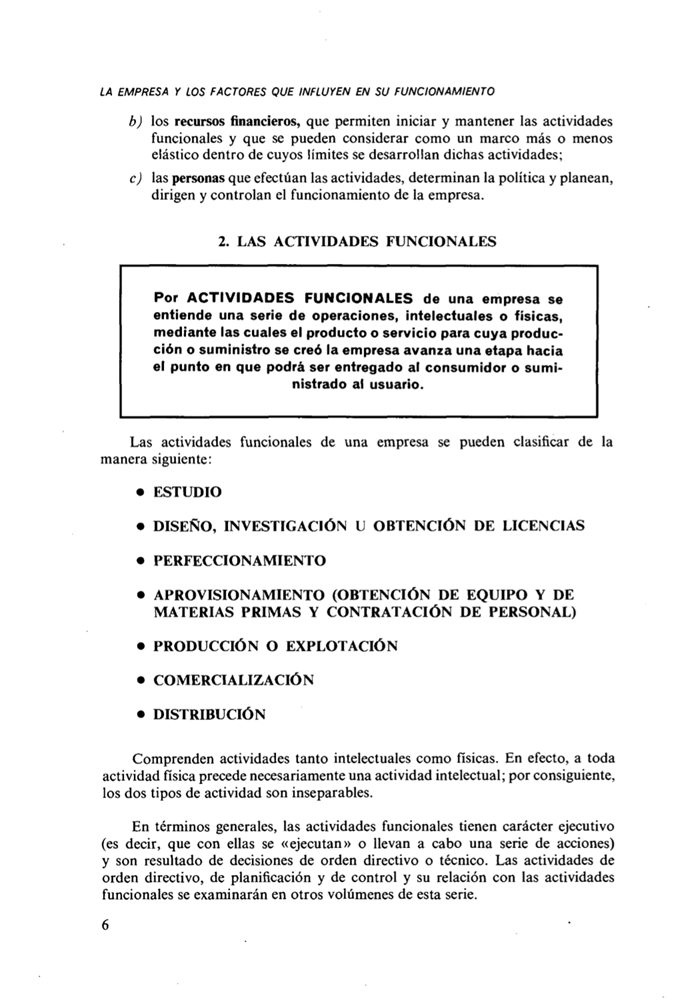 LA EMPRESA Y LOS FACTORES QUE INFLUYEN EN SU FUNCIONAMIENTO
b) los recursos financieros, que permiten iniciar y mantener las actividades
funcionales y que se pueden considerar como un marco más o menos
elástico dentro de cuyos límites se desarrollan dichas actividades;
c) las personas que efectúan las actividades, determinan la política y planean,
dirigen y controlan el funcionamiento de la empresa.
2. LAS ACTIVIDADES FUNCIONALES
Por ACTIVIDADES FUNCIONALES de una empresa se
entiende una serie de operaciones, intelectuales o físicas,
mediante las cuales el producto o servicio para cuya produc-
ción o suministro se creó la empresa avanza una etapa hacia
el punto en que podrá ser entregado al consumidor o sumi-
nistrado al usuario.
Las actividades funcionales de una empresa se pueden clasificar de la
manera siguiente:
• ESTUDIO
• DISEÑO, INVESTIGACIÓN U OBTENCIÓN DE LICENCIAS
• PERFECCIONAMIENTO
• APROVISIONAMIENTO (OBTENCIÓN DE EQUIPO Y DE
MATERIAS PRIMAS Y CONTRATACIÓN DE PERSONAL)
• PRODUCCIÓN O EXPLOTACIÓN
• COMERCIALIZACIÓN
• DISTRIBUCIÓN
Comprenden actividades tanto intelectuales como físicas. En efecto, a toda
actividad física precede necesariamente una actividad intelectual; por consiguiente,
los dos tipos de actividad son inseparables.
En términos generales, las actividades funcionales tienen carácter ejecutivo
(es decir, que con ellas se «ejecutan» o llevan a cabo una serie de acciones)
y son resultado de decisiones de orden directivo o técnico. Las actividades de
orden directivo, de planificación y de control y su relación con las actividades
funcionales se examinarán en otros volúmenes de esta serie.
6